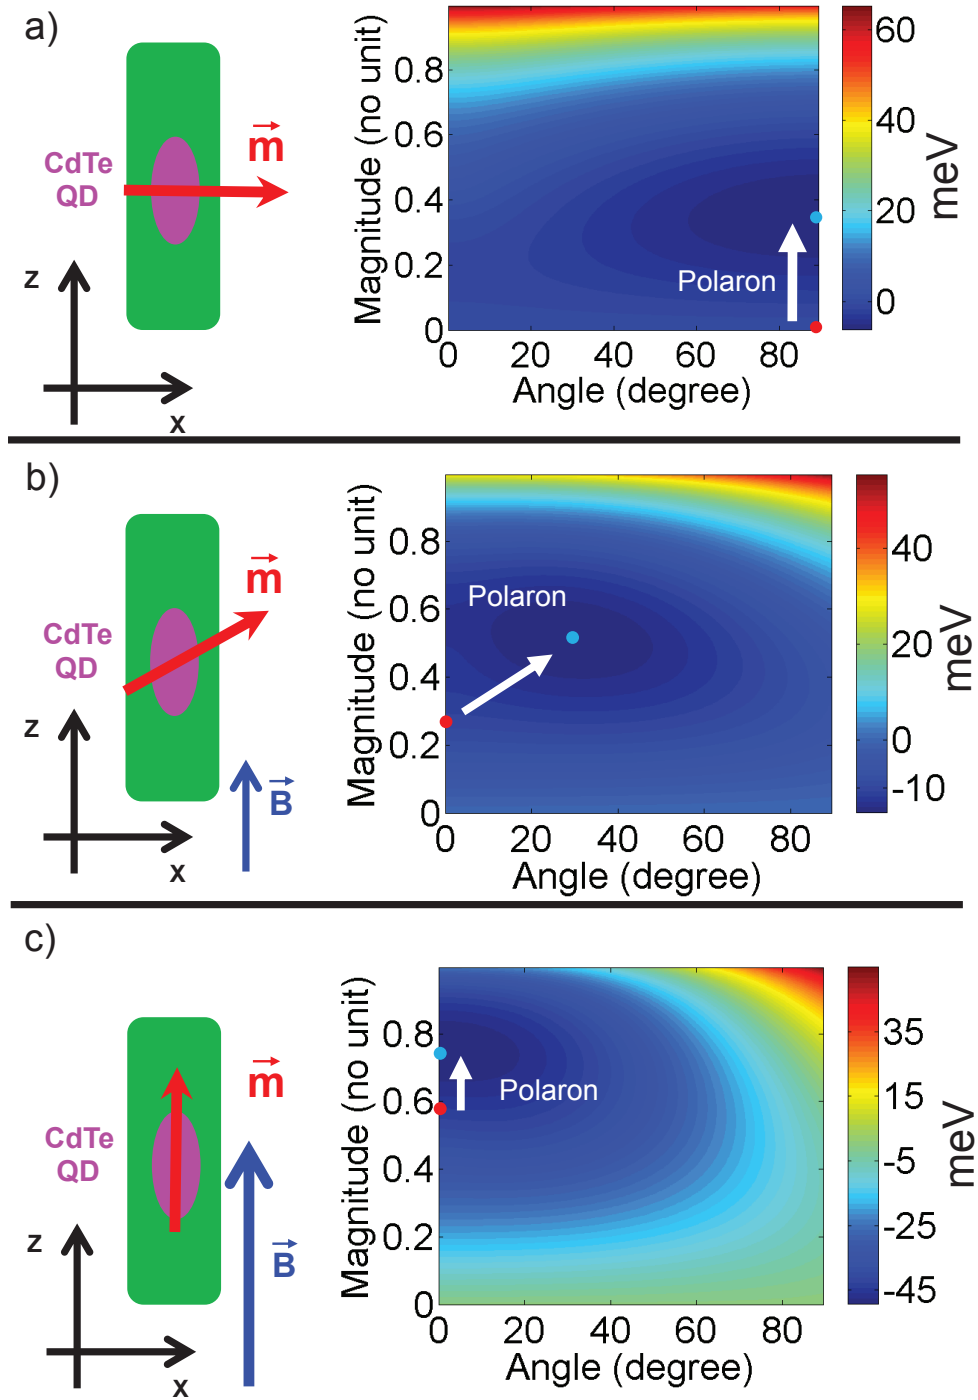 a)
m
CdTe
QD
z
x
Magnitude (no unit)
0.8
0.6
0.4
0.2
0
0 20 40 60 80
Angle (degree)
Polaron
60
40
20
0
meV
b)
m
CdTe
QD
z
x
B
Magnitude (no unit)
0.8
0.6
0.4
0.2
0
0 20 40 60 80
Angle (degree)
Polaron
40
20
0
-10
meV
c)
m
CdTe
QD
z
x
B
Magnitude (no unit)
0.8
0.6
0.4
0.2
0
0 20 40 60 80
Angle (degree)
Polaron
35
15
-5
-25
-45
meV